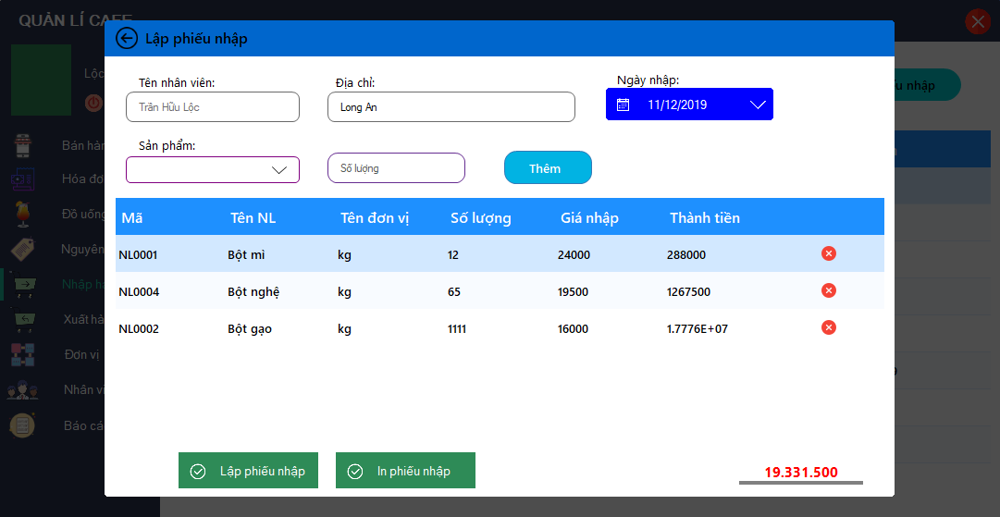 QUẢN LÍ CAFE
Lập phiếu nhập
Lộc
Tên nhân viên:
Địa chỉ:
Ngày nhập:
Trần Hữu Lộc
Long An
11/12/2019
nhập
Sản phẩm:
Số lượng
Thêm
Bán hàn
Hóa đơ
Đồ uống
Nguyên
Nhập hà
Xuất hà
Đơn vị
Nhân vi
Báo cá
Mã Tên NL Tên đơn vị Số lượng Giá nhập Thành tiền
NL0001 Bột mì kg 12 24000 288000
NL0004 Bột nghệ kg 65 19500 1267500
NL0002 Bột gạo kg 1111 16000 1.7776E+07
Lập phiếu nhập
In phiếu nhập
19.331.500